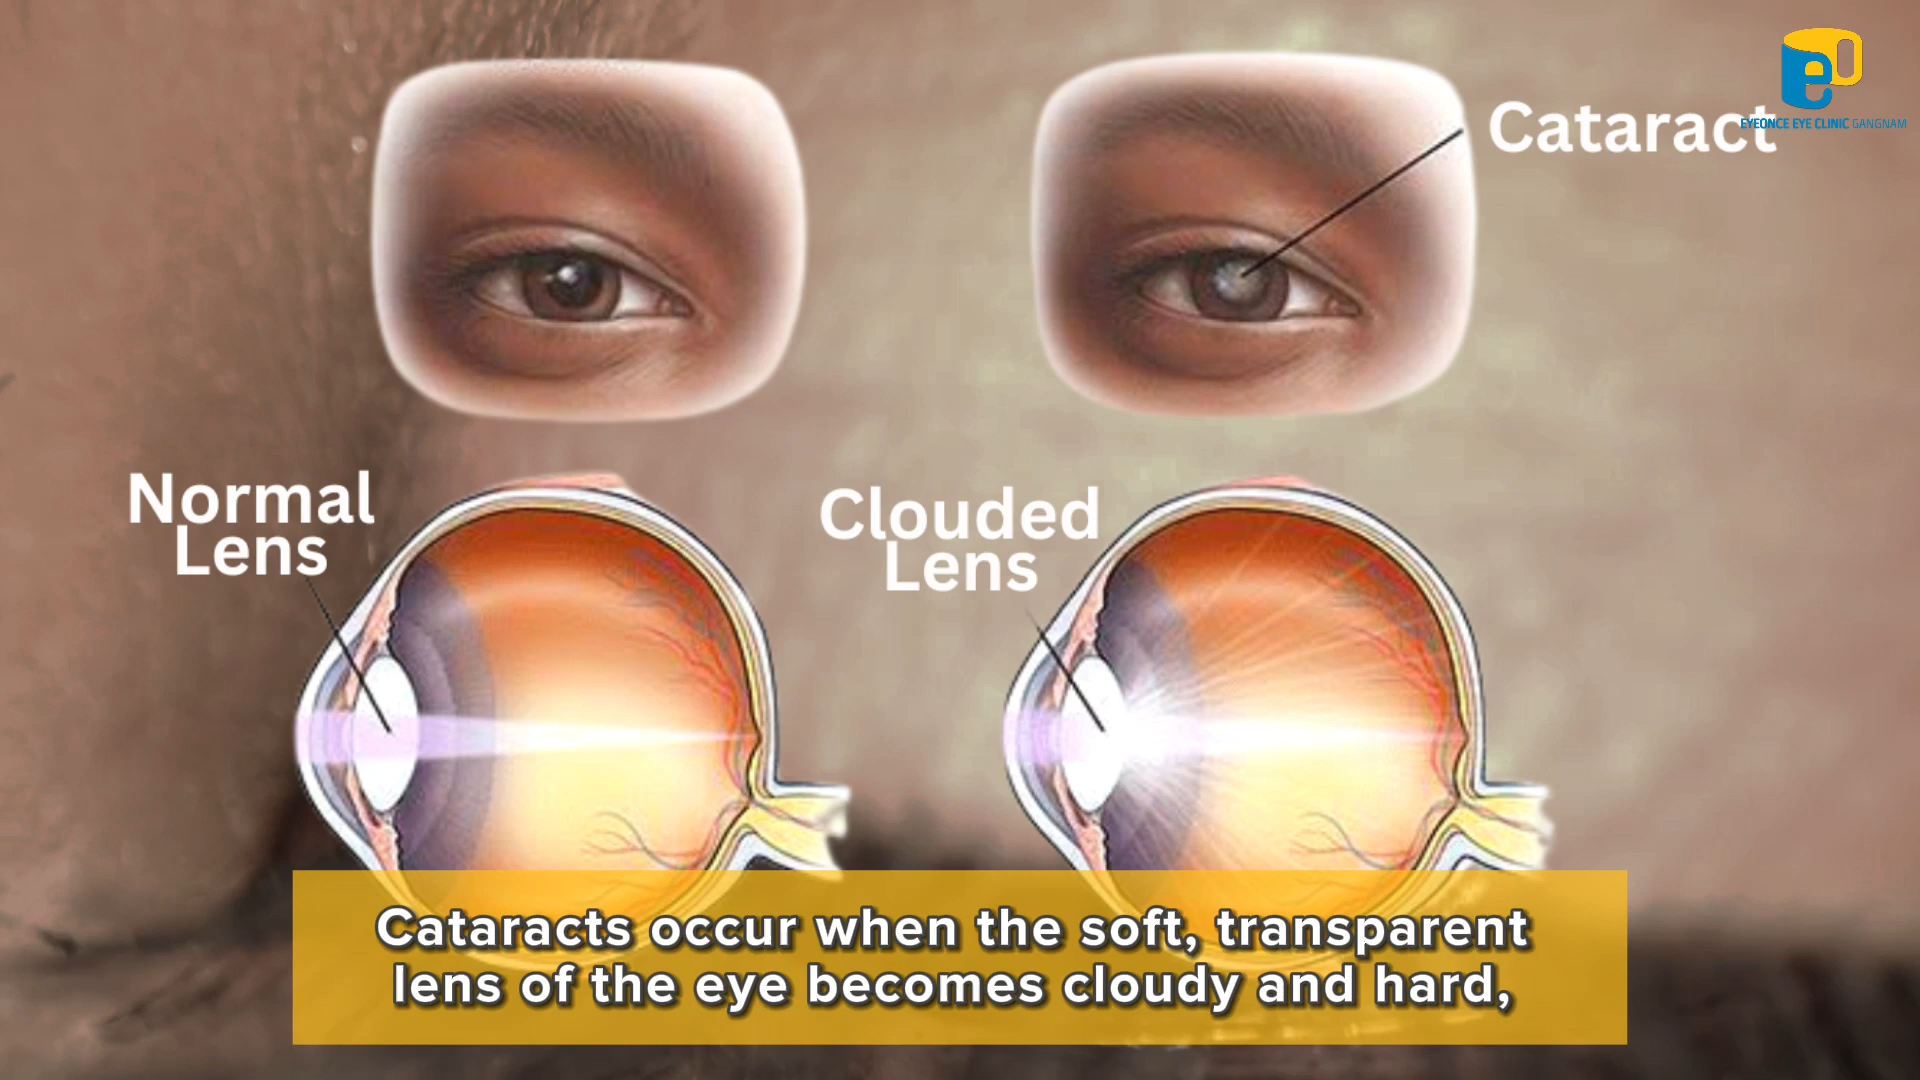 eO
EYEONCE EYE CLINIC GANGNAM
Cataract
Normal
Lens
Clouded
Lens
Cataracts occur when the soft, transparent
lens of the eye becomes cloudy and hard,